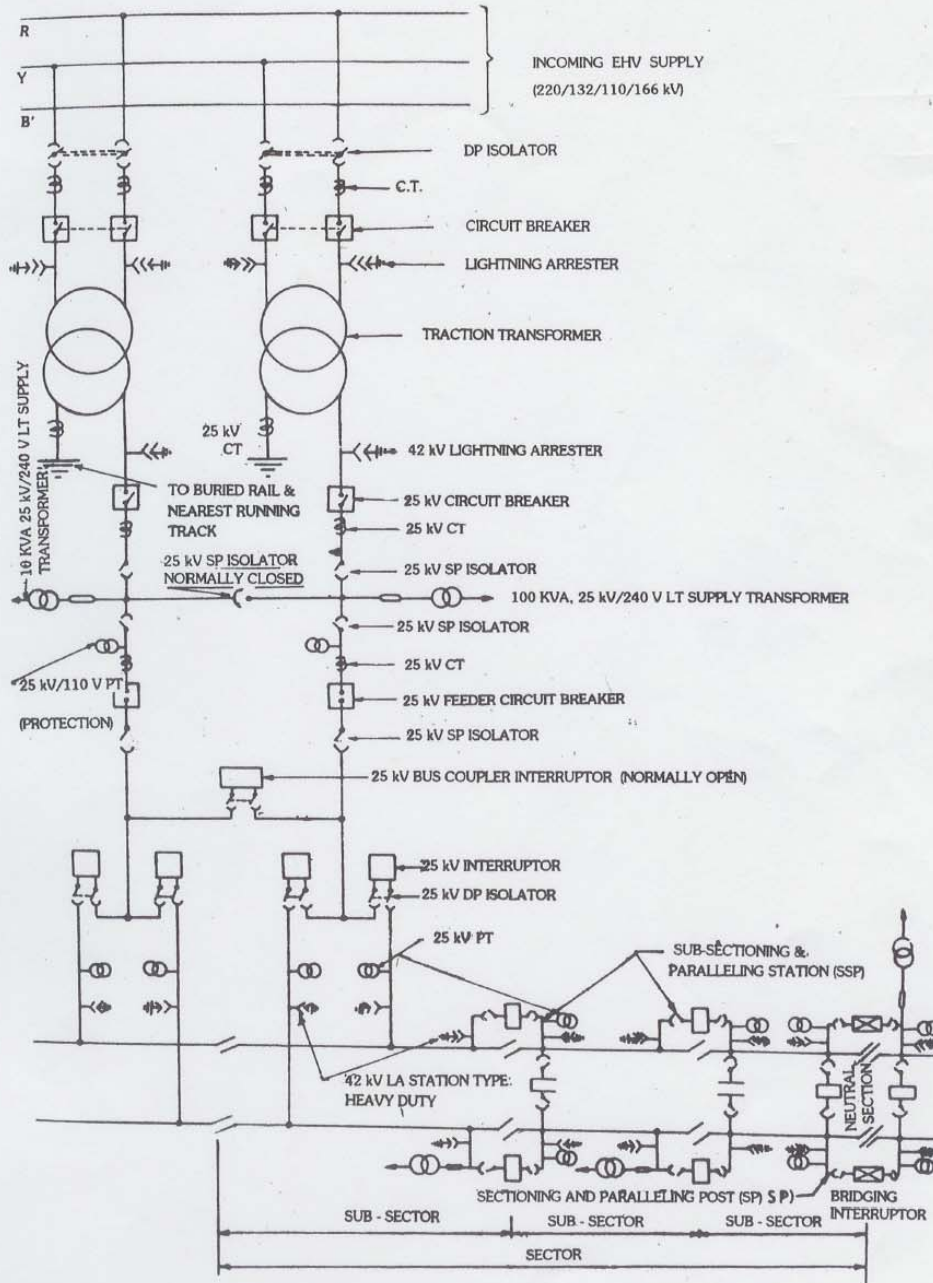 R
INCOMING EHV SUPPLY
(220/132/110/166 kV)
Y
B'
DP ISOLATOR
C.T.
CIRCUIT BREAKER
LIGHTNING ARRESTER
TRACTION TRANSFORMER
10 KVA 25 kV/240 V LT SUPPLY
TRANSFORMER
25 kV
CT
42 kV LIGHTNING ARRESTER
TO BURIED RAIL &
NEAREST RUNNING
TRACK
25 kV CIRCUIT BREAKER
25 kV CT
25 kV SP ISOLATOR
NORMALLY CLOSED
25 kV SP ISOLATOR
100 KVA, 25 kV/240 V LT SUPPLY TRANSFORMER
25 kV SP ISOLATOR
25 kV CT
25 kV/110 V PT
(PROTECTION)
25 kV FEEDER CIRCUIT BREAKER
25 kV SP ISOLATOR
25 kV BUS COUPLER INTERRUPTOR (NORMALLY OPEN)
25 kV INTERRUPTOR
25 kV DP ISOLATOR
25 kV PT
SUB-SECTIONING &
PARALLELING STATION (SSP)
42 kV LA STATION TYPE:
HEAVY DUTY
NEUTRAL
SECTION
SECTIONING AND PARALLELING POST (SP) S P)
BRIDGING
INTERRUPTOR
SUB - SECTOR
SUB - SECTOR
SUB - SECTOR
SECTOR